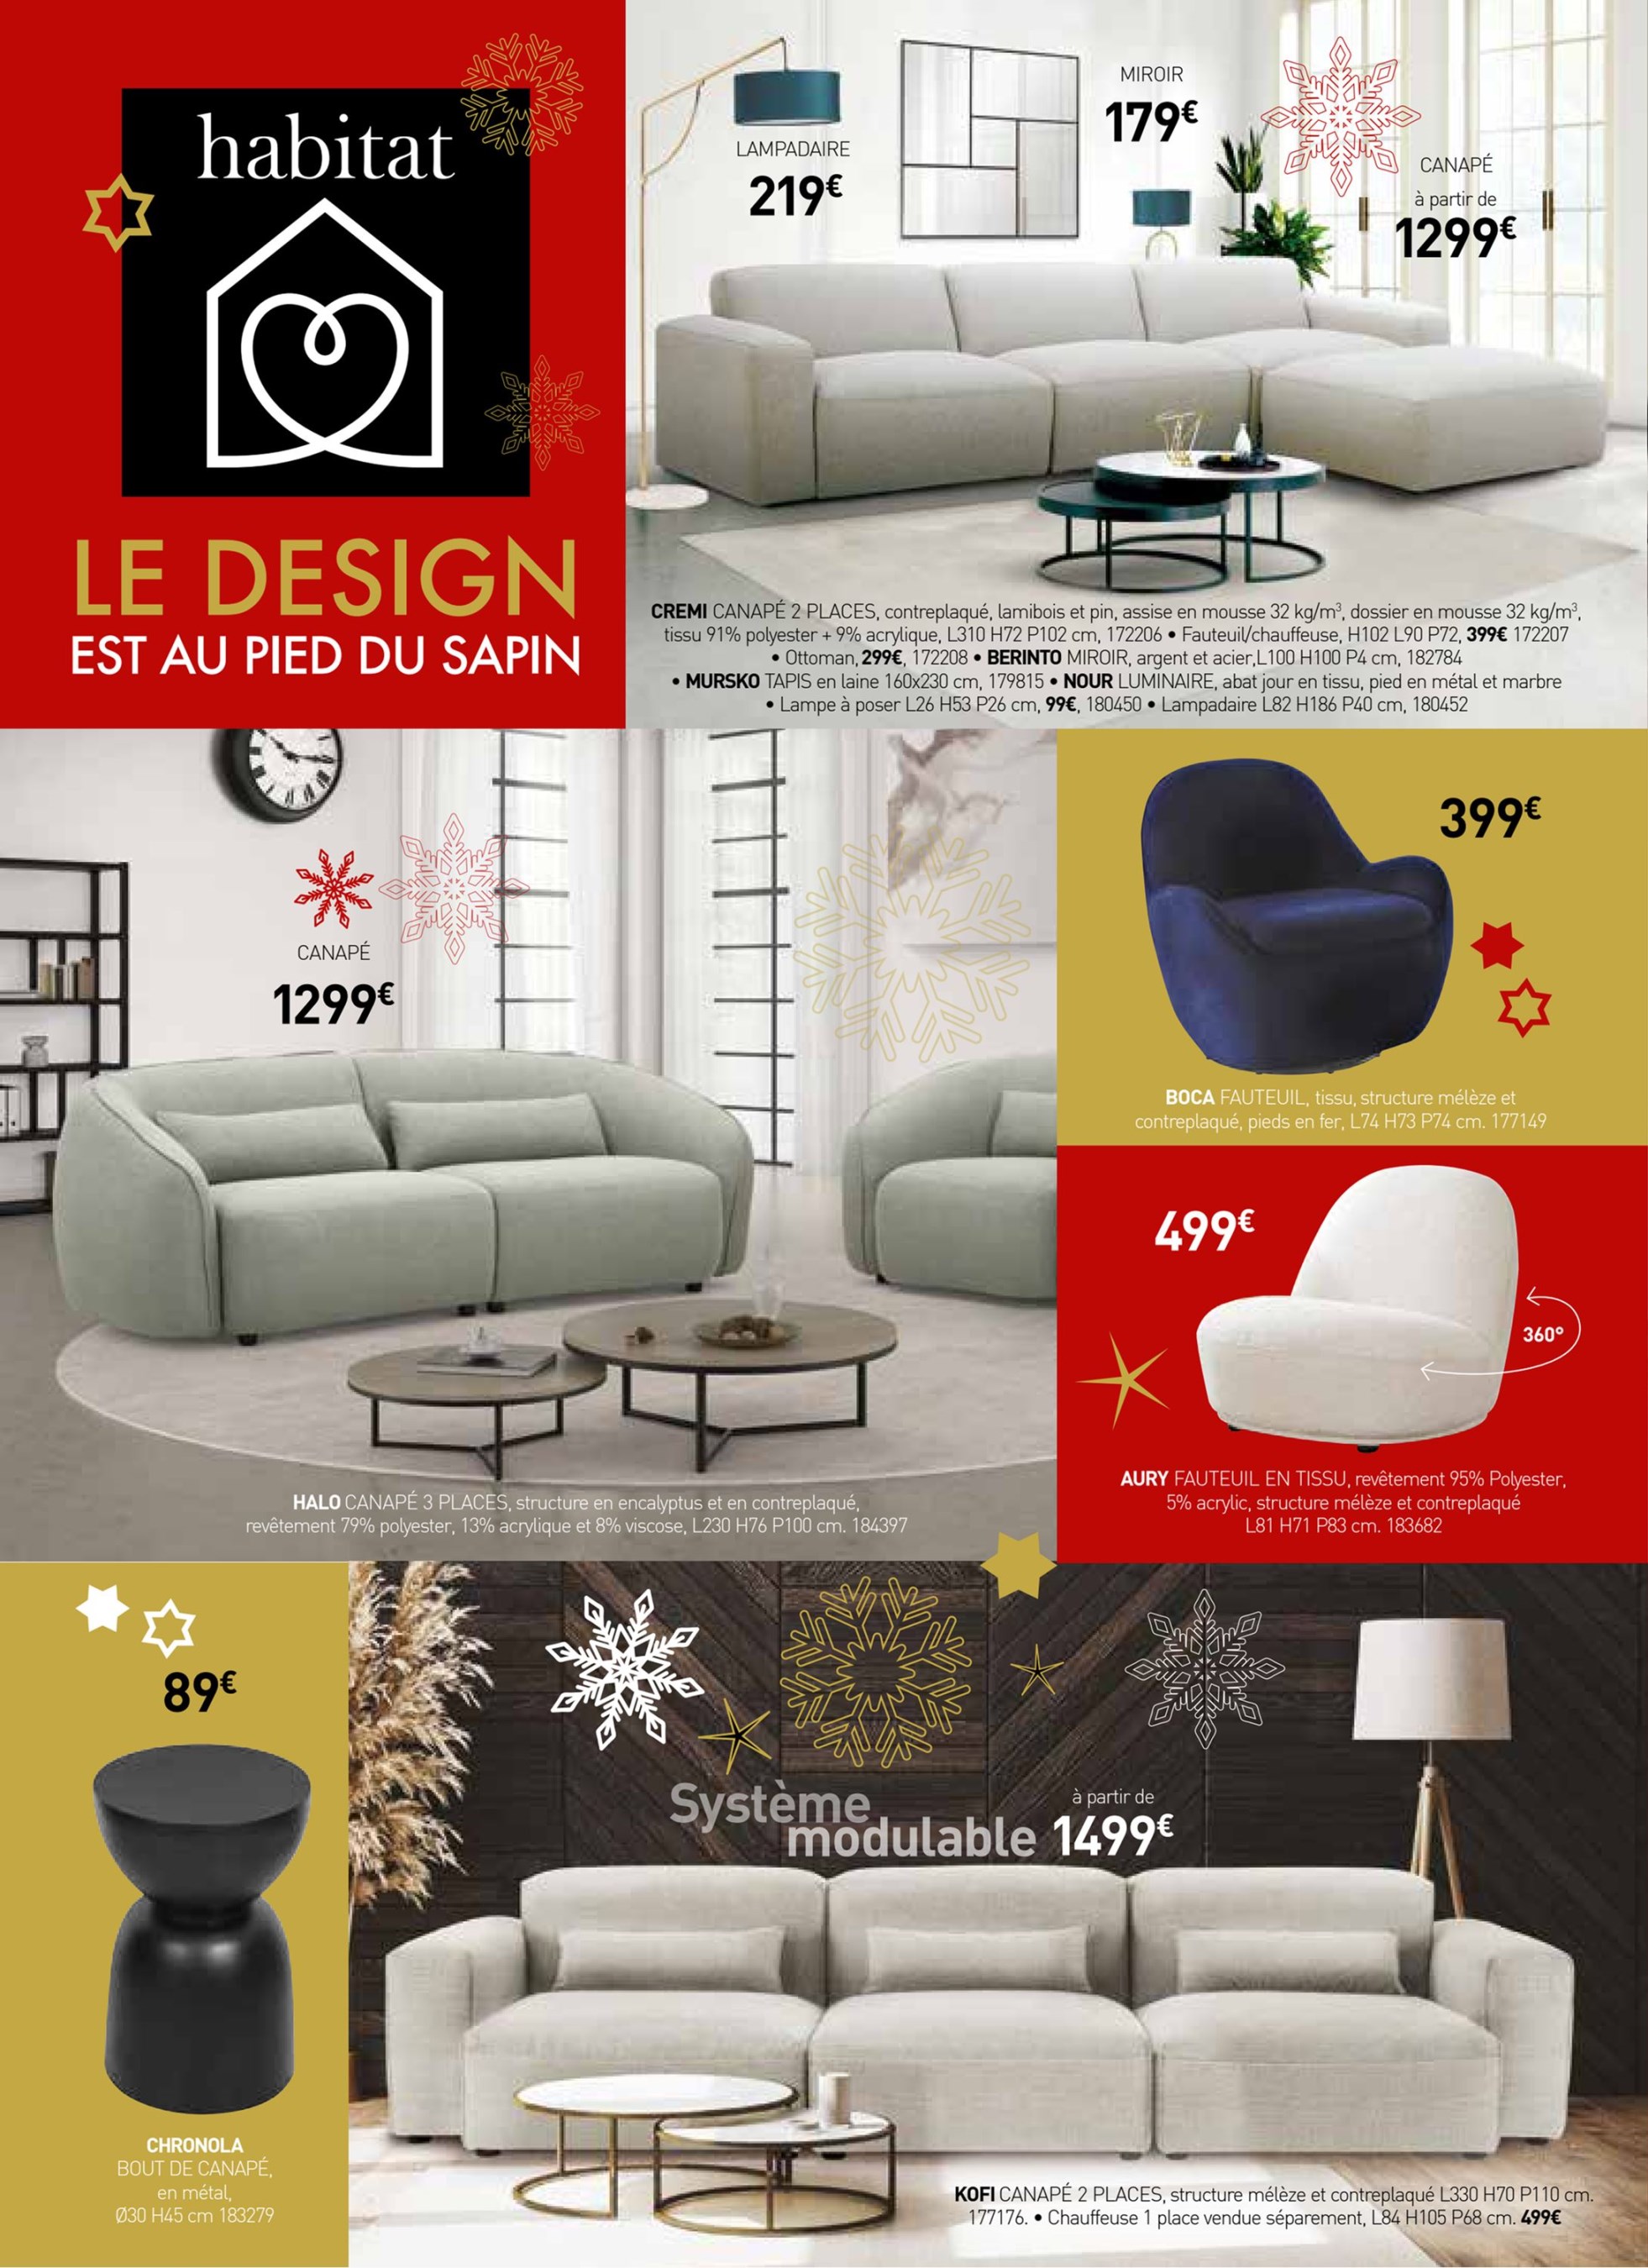 habitat
LE DESIGN
EST AU PIED DU SAPIN
LAMPADAIRE
219€
MIROIR
179€
CANAPÉ
à partir de
1299€
CREMI CANAPÉ 2 PLACES, contreplaqué, lamibois et pin, assise en mousse 32 kg/m³, dossier en mousse 32 kg/m³,
tissu 91% polyester + 9% acrylique, L310 H72 P102 cm, 172206 • Fauteuil/chauffeuse, H102 L90 P72, 399€ 172207
• Ottoman, 299€, 172208 • BERINTO MIROIR, argent et acier,L100 H100 P4 cm, 182784
• MURSKO TAPIS en laine 160x230 cm, 179815 • NOUR LUMINAIRE, abat jour en tissu, pied en métal et marbre
• Lampe à poser L26 H53 P26 cm, 99€, 180450 • Lampadaire L82 H186 P40 cm, 180452
CANAPÉ
1299€
HALO CANAPÉ 3 PLACES, structure en encalyptus et en contreplaqué,
revêtement 79% polyester, 13% acrylique et 8% viscose, L230 H76 P100 cm. 184397
399€
BOCA FAUTEUIL, tissu, structure mélèze et
contreplaqué, pieds en fer, L74 H73 P74 cm. 177149
499€
360°
AURY FAUTEUIL EN TISSU, revêtement 95% Polyester,
5% acrylic, structure mélèze et contreplaqué
L81 H71 P83 cm. 183682
89€
CHRONOLA
BOUT DE CANAPÉ,
en métal,
Ø30 H45 cm 183279
Système
modulable
à partir de
1499€
KOFI CANAPÉ 2 PLACES, structure mélèze et contreplaqué L330 H70 P110 cm.
177176. • Chauffeuse 1 place vendue séparement, L84 H105 P68 cm. 499€